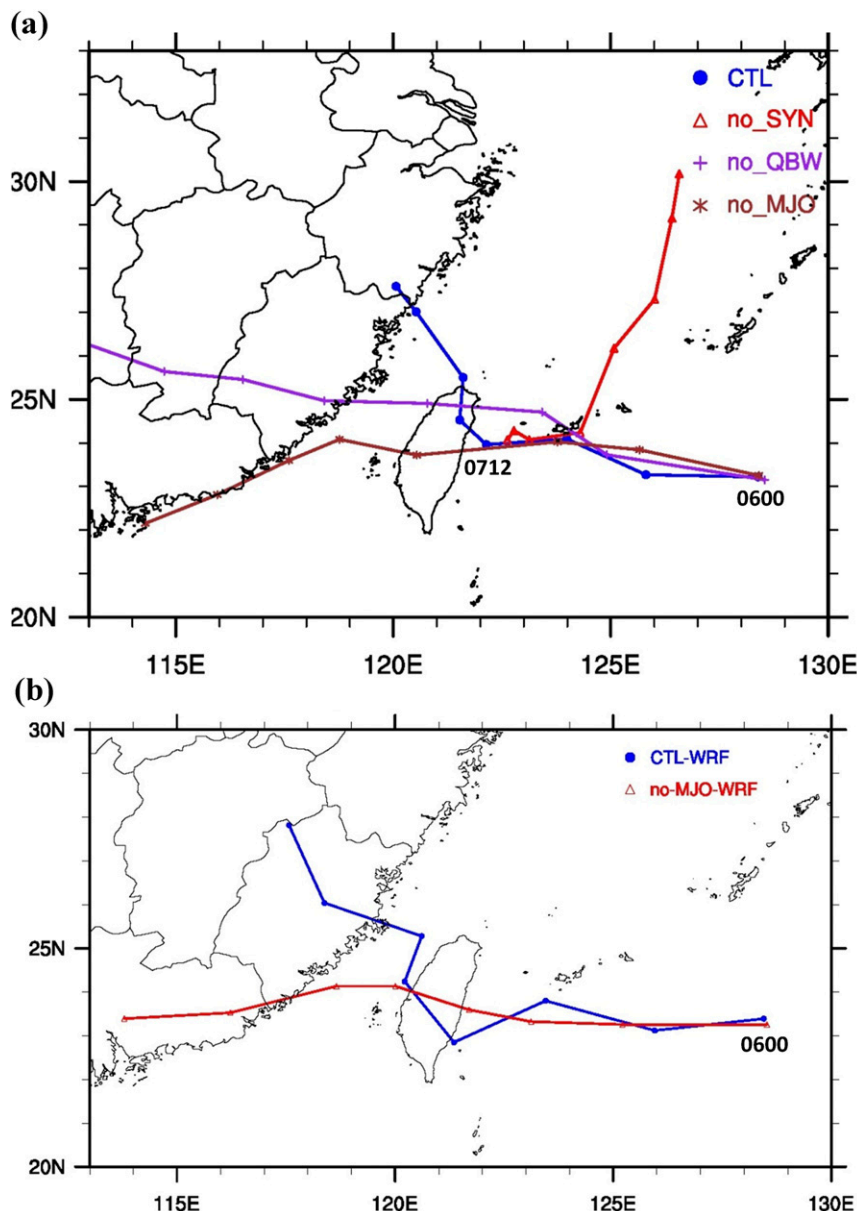 (a)
CTL
no_SYN
no_QBW
no_MJO
30N
25N
20N
0712
0600
115E 120E 125E 130E
(b)
30N
CTL-WRF
no-MJO-WRF
25N
20N
0600
115E 120E 125E 130E